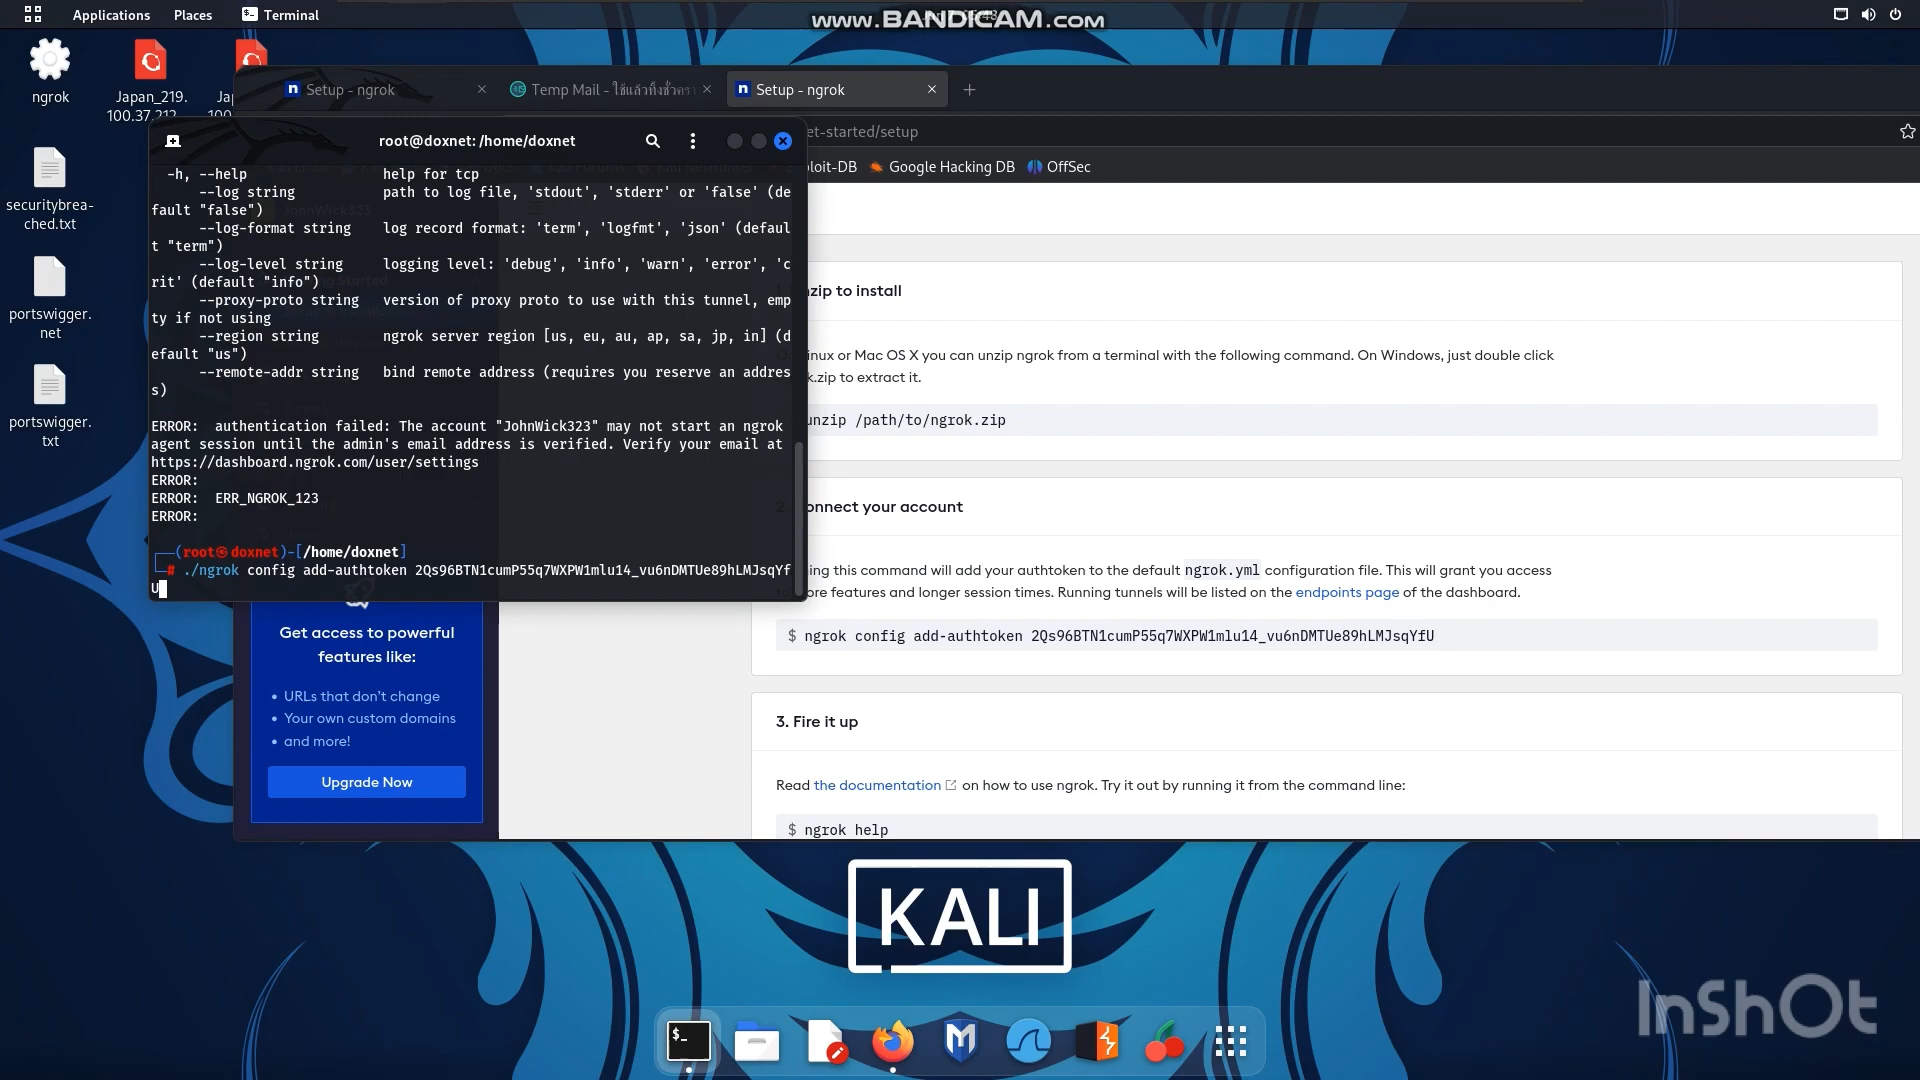 Applications Places Terminal
www.BANDICAM.com
ngrok
Japan_219.
100.37.212
securitybrea-
ched.txt
portswigger.
net
portswigger.
txt
Setup - ngrok
Temp Mail - ใช้แล้วทิ้งชั่วครา
Setup - ngrok
et-started/setup
loit-DB
Google Hacking DB
OffSec
root@doxnet: /home/doxnet
-h, --help help for tcp
--log string path to log file, 'stdout', 'stderr' or 'false' (de
fault "false")
--log-format string log record format: 'term', 'logfmt', 'json' (defaul
t "term")
--log-level string logging level: 'debug', 'info', 'warn', 'error', 'c
rit' (default "info")
--proxy-proto string version of proxy proto to use with this tunnel, emp
ty if not using
--region string ngrok server region [us, eu, au, ap, sa, jp, in] (d
efault "us")
--remote-addr string bind remote address (requires you reserve an addres
s)
ERROR: authentication failed: The account "JohnWick323" may not start an ngrok
agent session until the admin's email address is verified. Verify your email at
https://dashboard.ngrok.com/user/settings
ERROR:
ERROR: ERR_NGROK_123
ERROR:
(root㉿doxnet)-[/home/doxnet]
# ./ngrok config add-authtoken 2Qs96BTN1cumP55q7WXPW1mlu14_vu6nDMTUe89hLMJsqYf
U
nzip to install
inux or Mac OS X you can unzip ngrok from a terminal with the following command. On Windows, just double click
k.zip to extract it.
unzip /path/to/ngrok.zip
2. onnect your account
ing this command will add your authtoken to the default ngrok.yml configuration file. This will grant you access
to ore features and longer session times. Running tunnels will be listed on the endpoints page of the dashboard.
$ ngrok config add-authtoken 2Qs96BTN1cumP55q7WXPW1mlu14_vu6nDMTUe89hLMJsqYfU
3. Fire it up
Read the documentation on how to use ngrok. Try it out by running it from the command line:
$ ngrok help
Get access to powerful
features like:
• URLs that don't change
• Your own custom domains
• and more!
Upgrade Now
KALI
InShOt